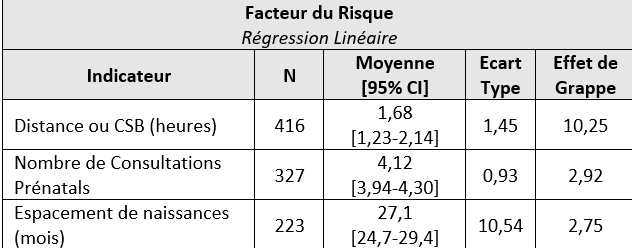 Facteur du Risque
Régression Linéaire
Indicateur N Moyenne [95% CI] Ecart Type Effet de Grappe
Distance ou CSB (heures) 416 1,68 [1,23-2,14] 1,45 10,25
Nombre de Consultations Prénatals 327 4,12 [3,94-4,30] 0,93 2,92
Espacement de naissances (mois) 223 27,1 [24,7-29,4] 10,54 2,75